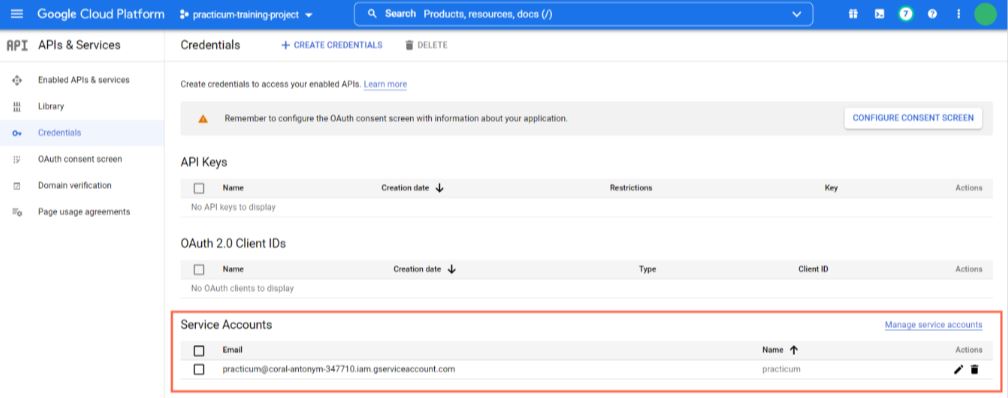 Google Cloud Platform practicum-training-project Search Products, resources, docs (/) 7
API APIs & Services Credentials + CREATE CREDENTIALS DELETE
Enabled APIs & services
Library
Credentials
OAuth consent screen
Domain verification
Page usage agreements
Create credentials to access your enabled APIs. Learn more
Remember to configure the OAuth consent screen with information about your application. CONFIGURE CONSENT SCREEN
API Keys
Name Creation date Restrictions Key Actions
No API keys to display
OAuth 2.0 Client IDs
Name Creation date Type Client ID Actions
No OAuth clients to display
Service Accounts Manage service accounts
Email Name Actions
practicum@coral-antonym-347710.iam.gserviceaccount.com practicum